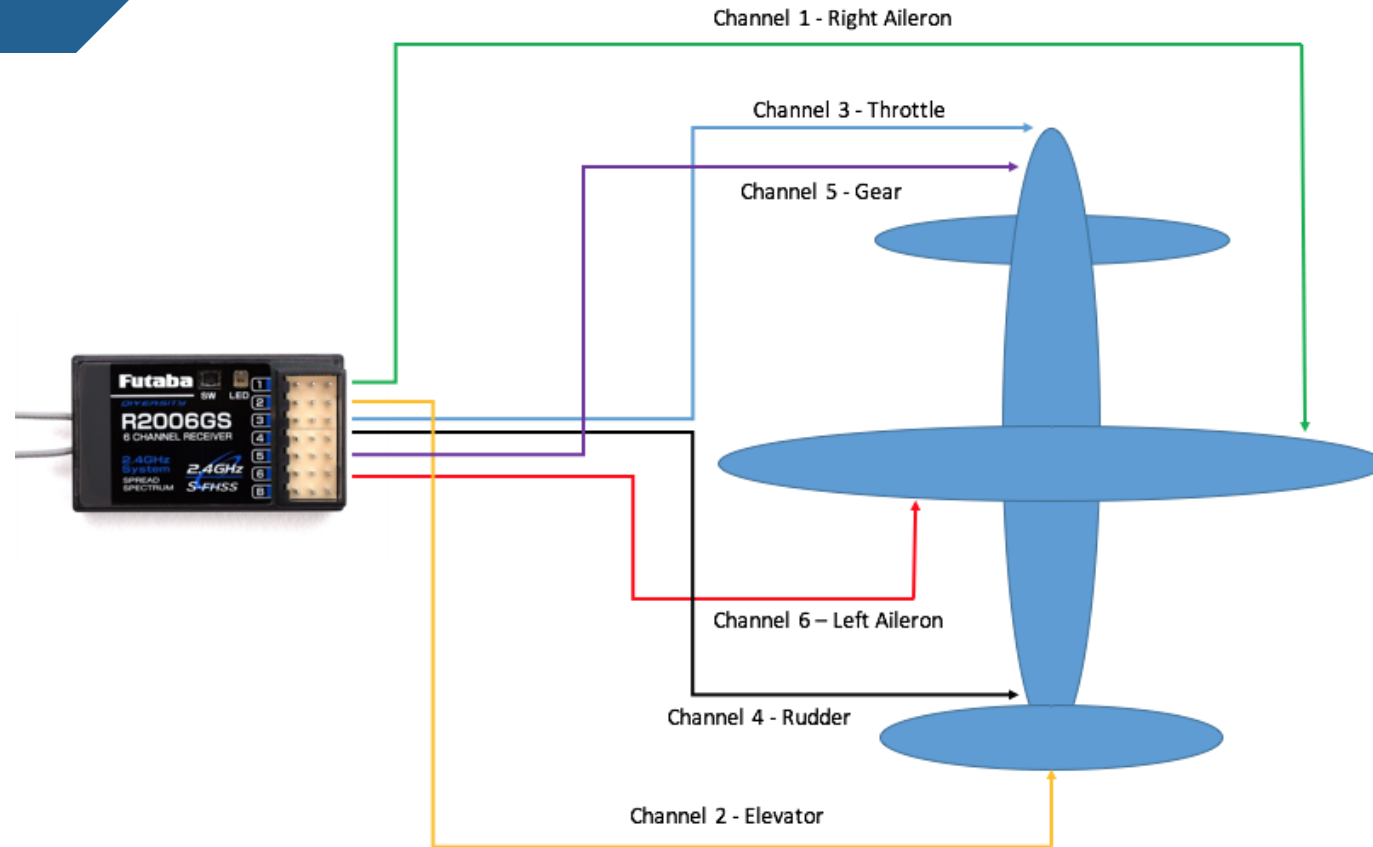 Channel 1 - Right Aileron
Channel 3 - Throttle
Channel 5 - Gear
Futaba
SW LED
DIVERSITY
R2006GS
6 CHANNEL RECEIVER
2.4GHz
System
SPREAD
SPECTRUM
2.4GHz
S-FHSS
1
2
3
4
5
6
B
Channel 6 – Left Aileron
Channel 4 - Rudder
Channel 2 - Elevator